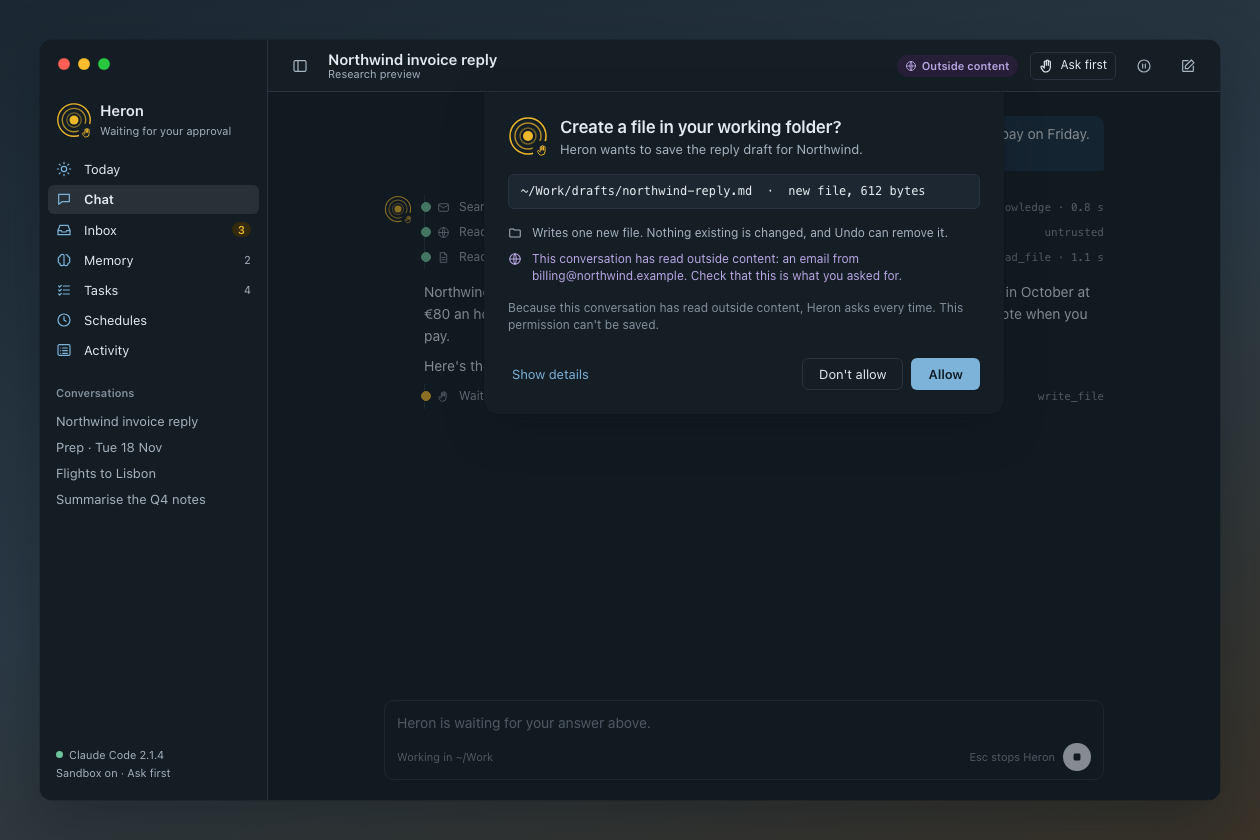 Heron
Waiting for your approval
Today
Chat
Inbox 3
Memory 2
Tasks 4
Schedules
Activity
Conversations
Northwind invoice reply
Prep · Tue 18 Nov
Flights to Lisbon
Summarise the Q4 notes
Claude Code 2.1.4
Sandbox on · Ask first
Northwind invoice reply
Research preview
Outside content
Ask first
pay on Friday.
Create a file in your working folder?
Heron wants to save the reply draft for Northwind.
~/Work/drafts/northwind-reply.md · new file, 612 bytes
Writes one new file. Nothing existing is changed, and Undo can remove it.
This conversation has read outside content: an email from
billing@northwind.example. Check that this is what you asked for.
Because this conversation has read outside content, Heron asks every time. This
permission can't be saved.
Show details
Don't allow
Allow
· 0.8 s
untrusted
· 1.1 s
in October at
€80 an
when you
pay.
Here's
write_file
Heron is waiting for your answer above.
Working in ~/Work
Esc stops Heron